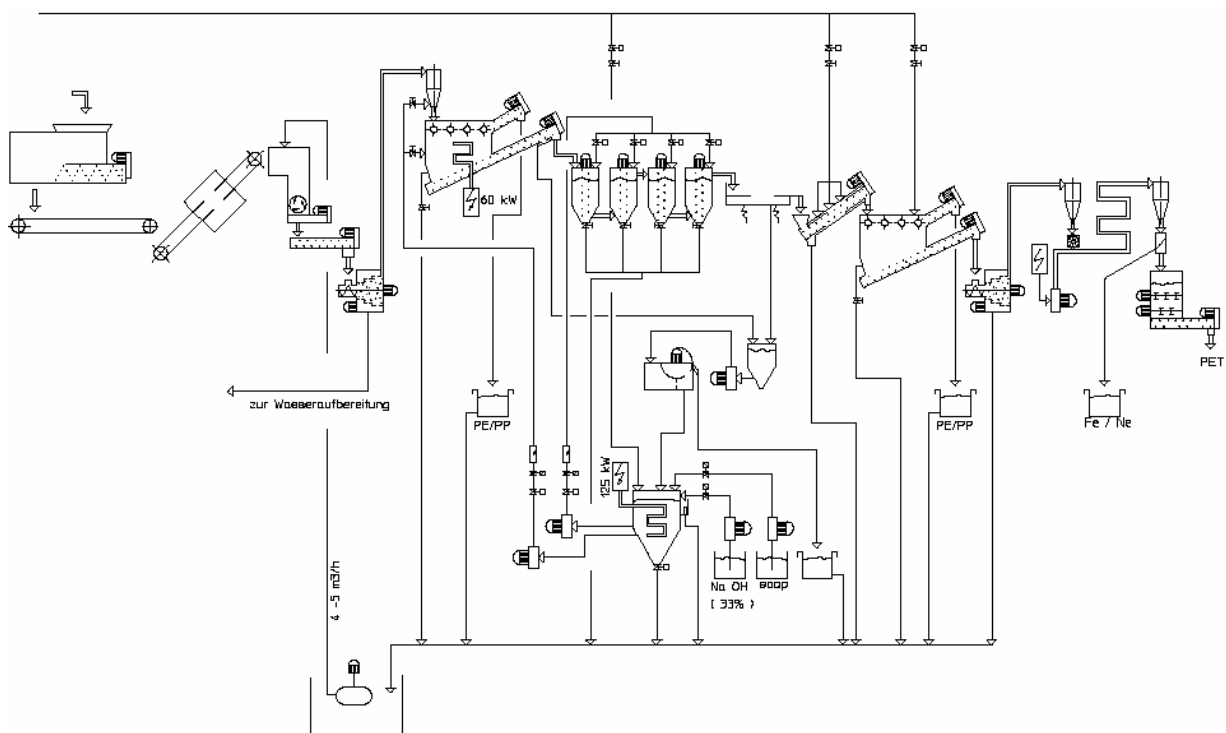 60 kW
PET
zur Wasseraufbereitung
PE/PP
PE/PP
Fe / Ne
125 kW
Na OH
( 33% )
soap
4 -5 m3/h